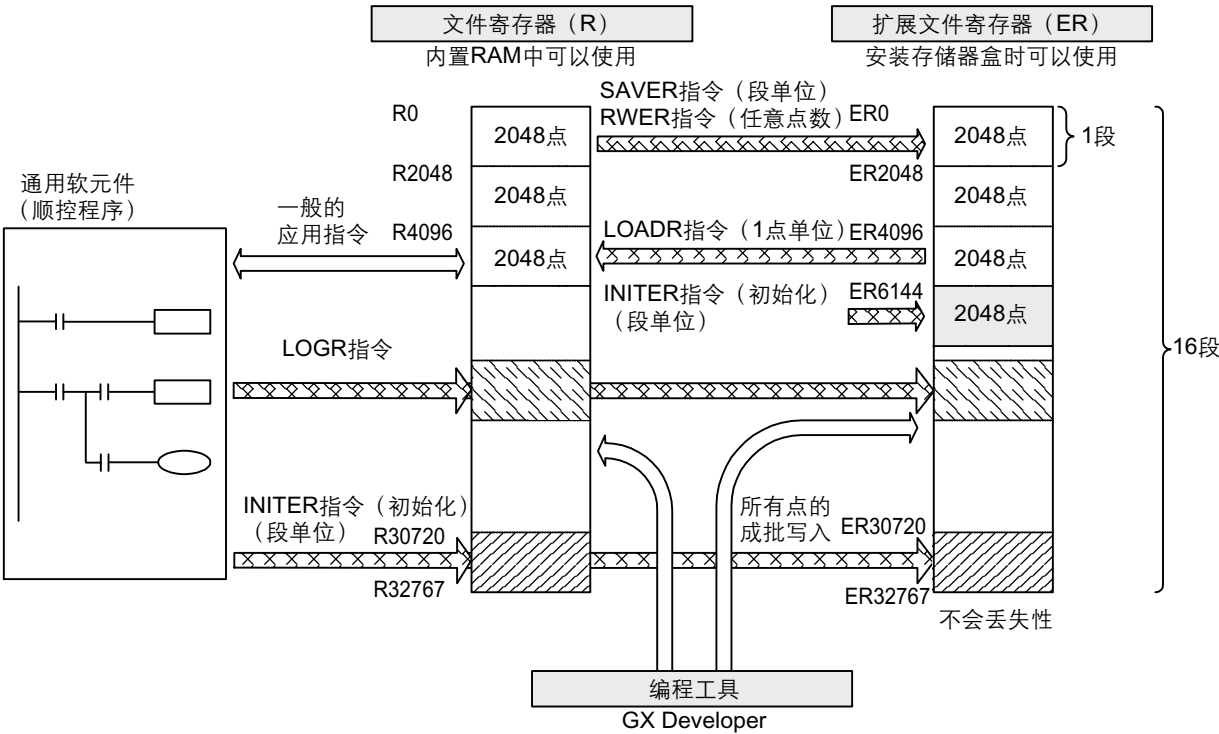 文件寄存器（R）
扩展文件寄存器（ER）
内置RAM中可以使用
安装存储器盒时可以使用
SAVER指令（段单位）
RWER指令（任意点数）
R0
ER0
2048点
2048点
1段
R2048
ER2048
2048点
2048点
通用软元件
（顺控程序）
一般的
应用指令
R4096
LOADR指令（1点单位）
ER4096
2048点
2048点
INITER指令（初始化）
（段单位）
ER6144
2048点
16段
LOGR指令
INITER指令（初始化）
（段单位）
R30720
所有点的
成批写入
ER30720
R32767
ER32767
不会丢失性
编程工具
GX Developer